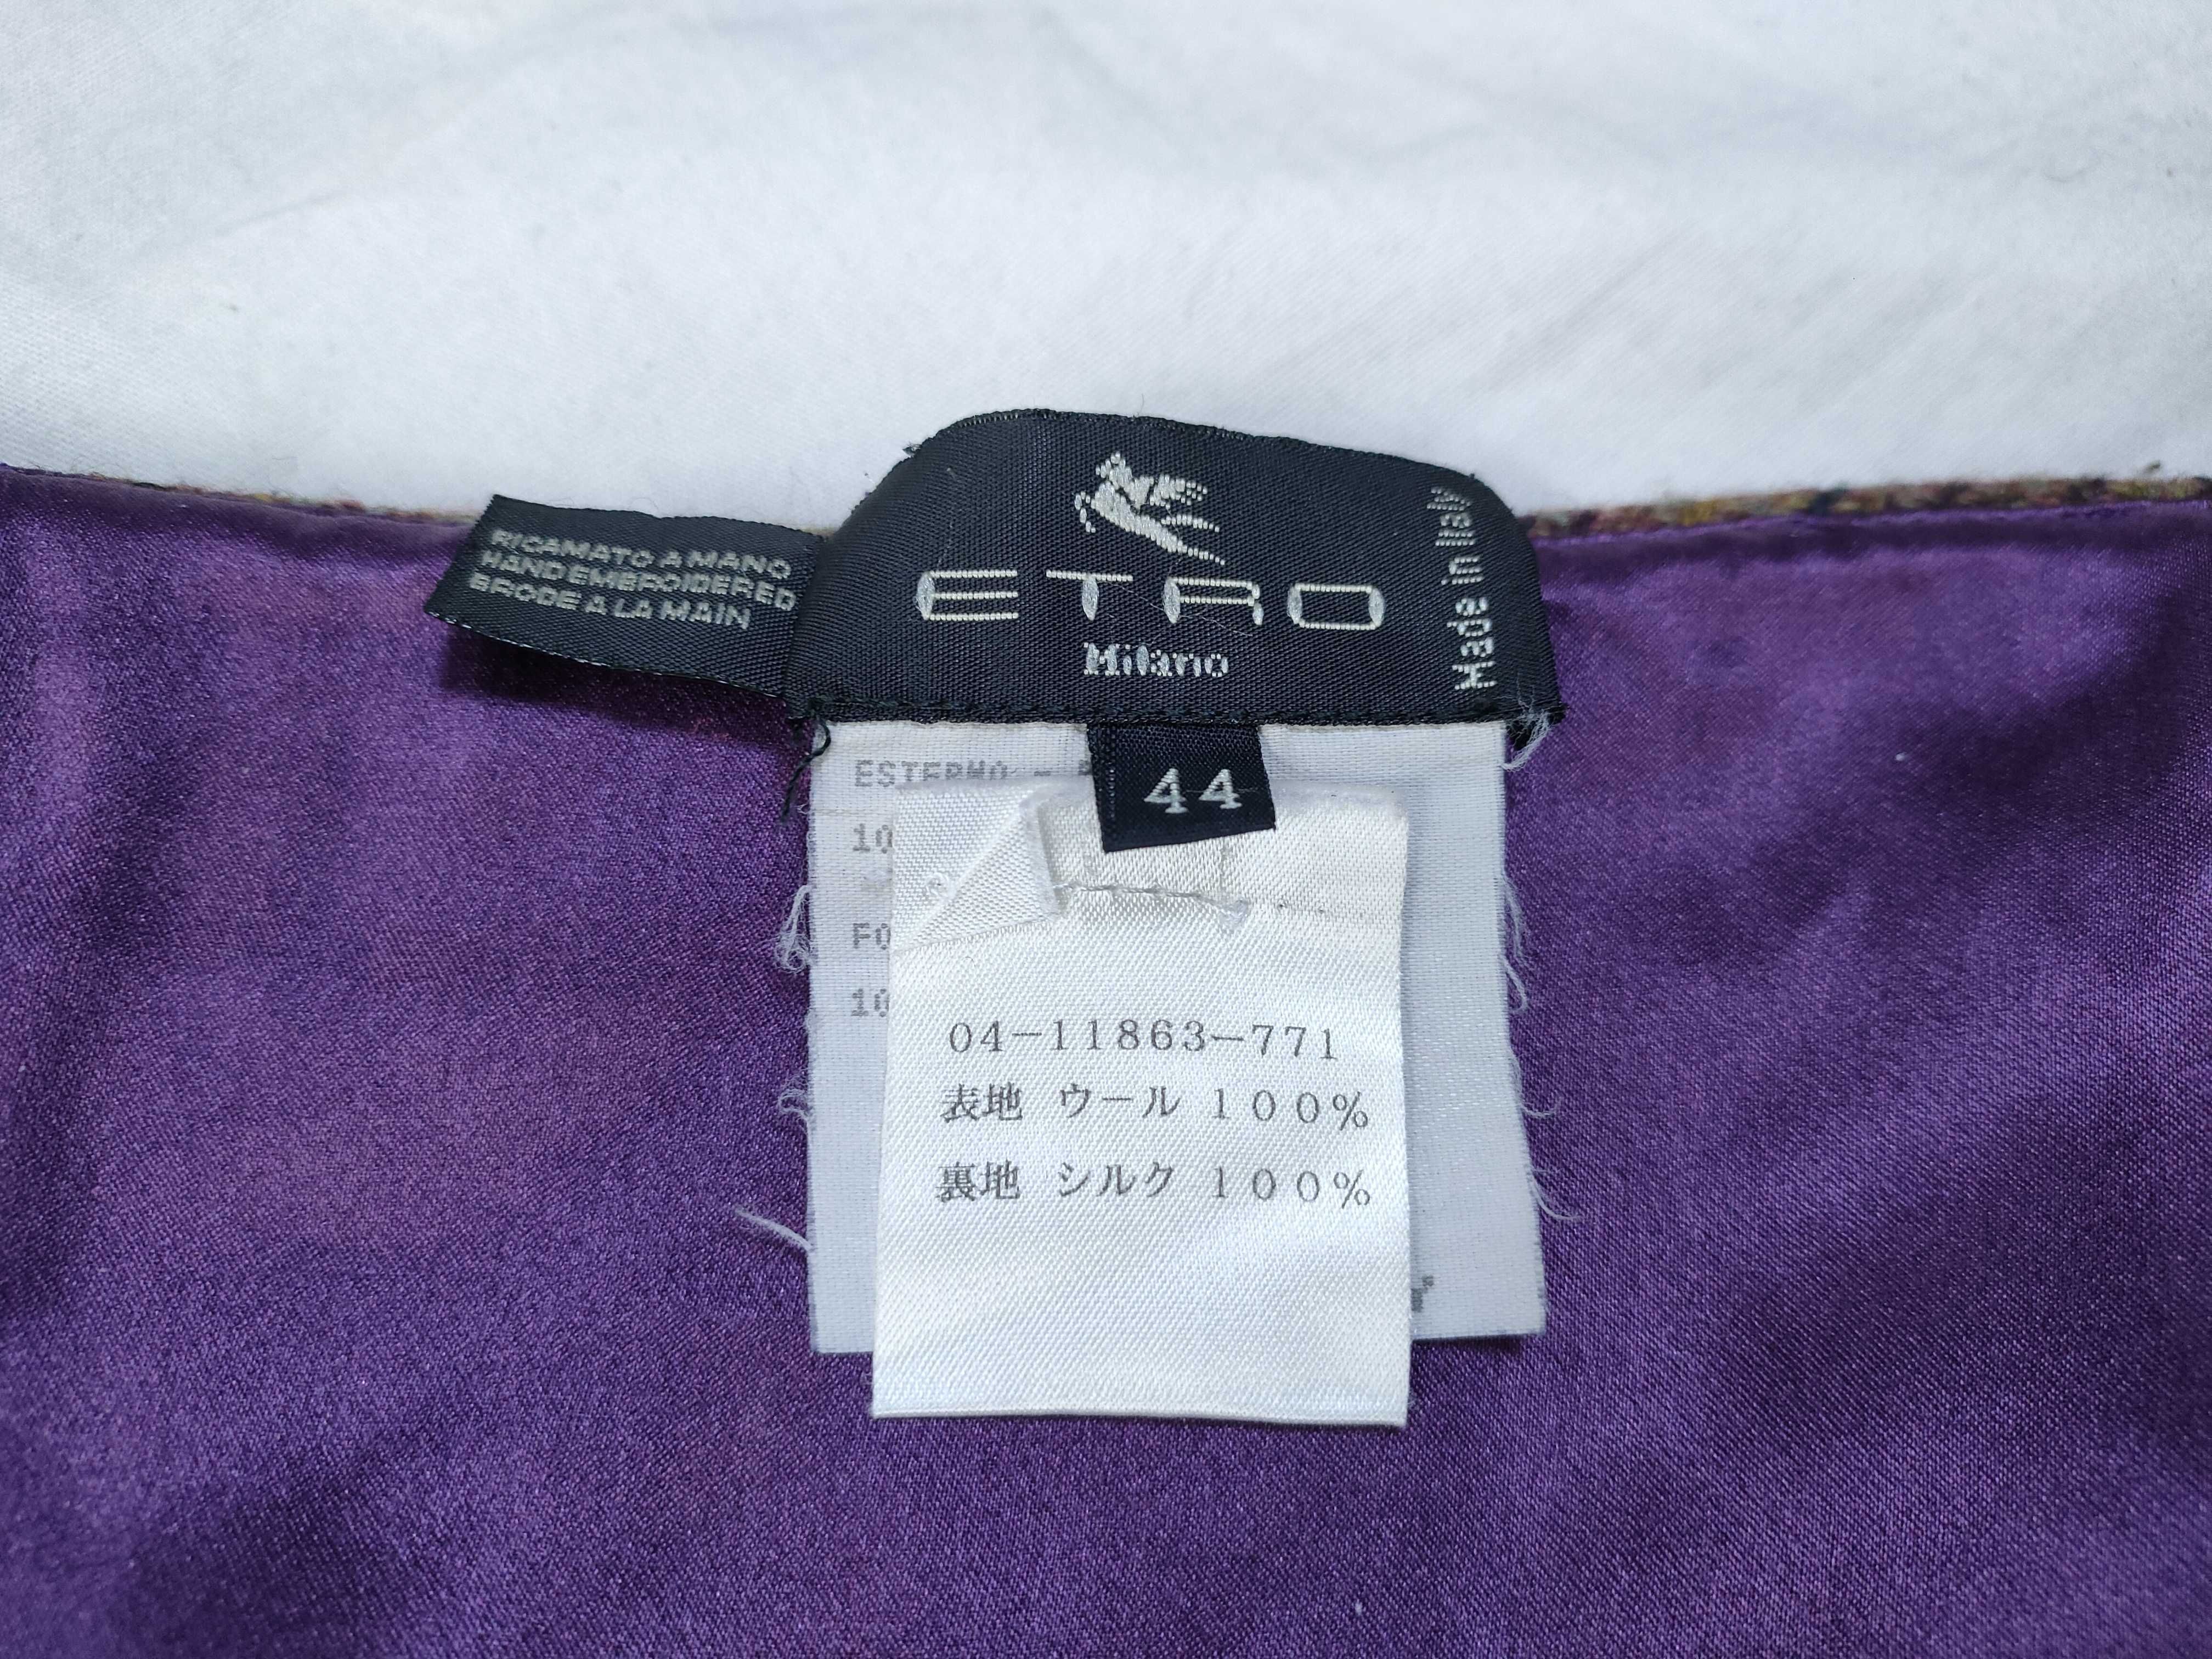 RICAMATO A MANO
HAND EMBROIDERED
BRODE A LA MAIN
ETRO
Milano
Made in Italy
44
ESTERNO -
04-11863-771
表地 ウール 100%
裏地 シルク 100%